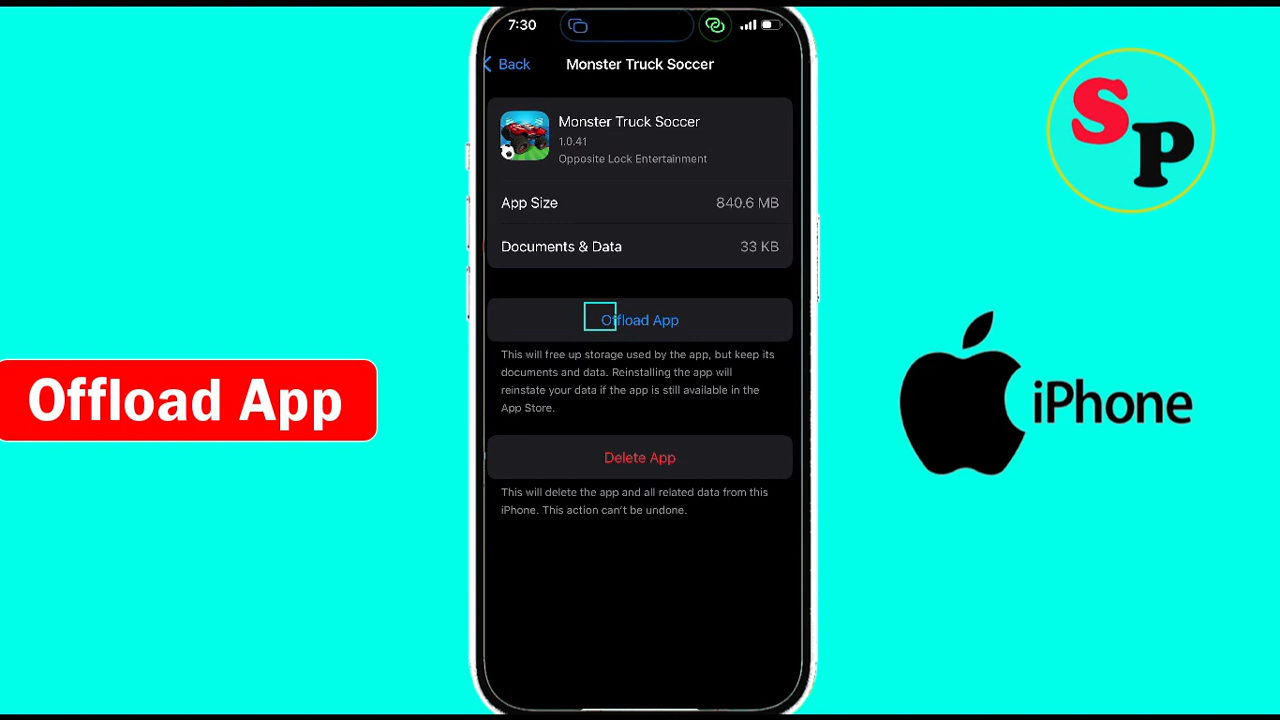 7:30
Back
Monster Truck Soccer
Monster Truck Soccer
1.0.41
Opposite Lock Entertainment
App Size 840.6 MB
Documents & Data 33 KB
Offload App
This will free up storage used by the app, but keep its
documents and data. Reinstalling the app will
reinstate your data if the app is still available in the
App Store.
Delete App
This will delete the app and all related data from this
iPhone. This action can't be undone.
Offload App
SP
iPhone